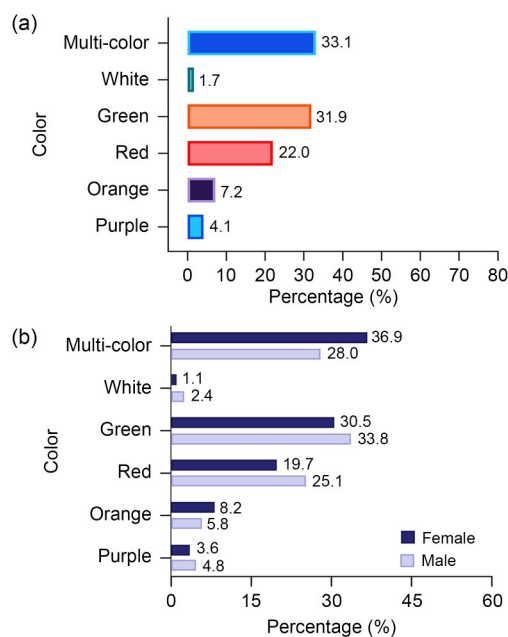 (a)
Multi-color 33.1
White 1.7
Green 31.9
Red 22.0
Orange 7.2
Purple 4.1
Color
0 10 20 30 40 50 60 70 80
Percentage (%)
(b)
Multi-color 36.9
28.0
White 1.1
2.4
Green 30.5
33.8
Red 19.7
25.1
Orange 8.2
5.8
Purple 3.6
4.8
Color
Female
Male
0 15 30 45 60
Percentage (%)